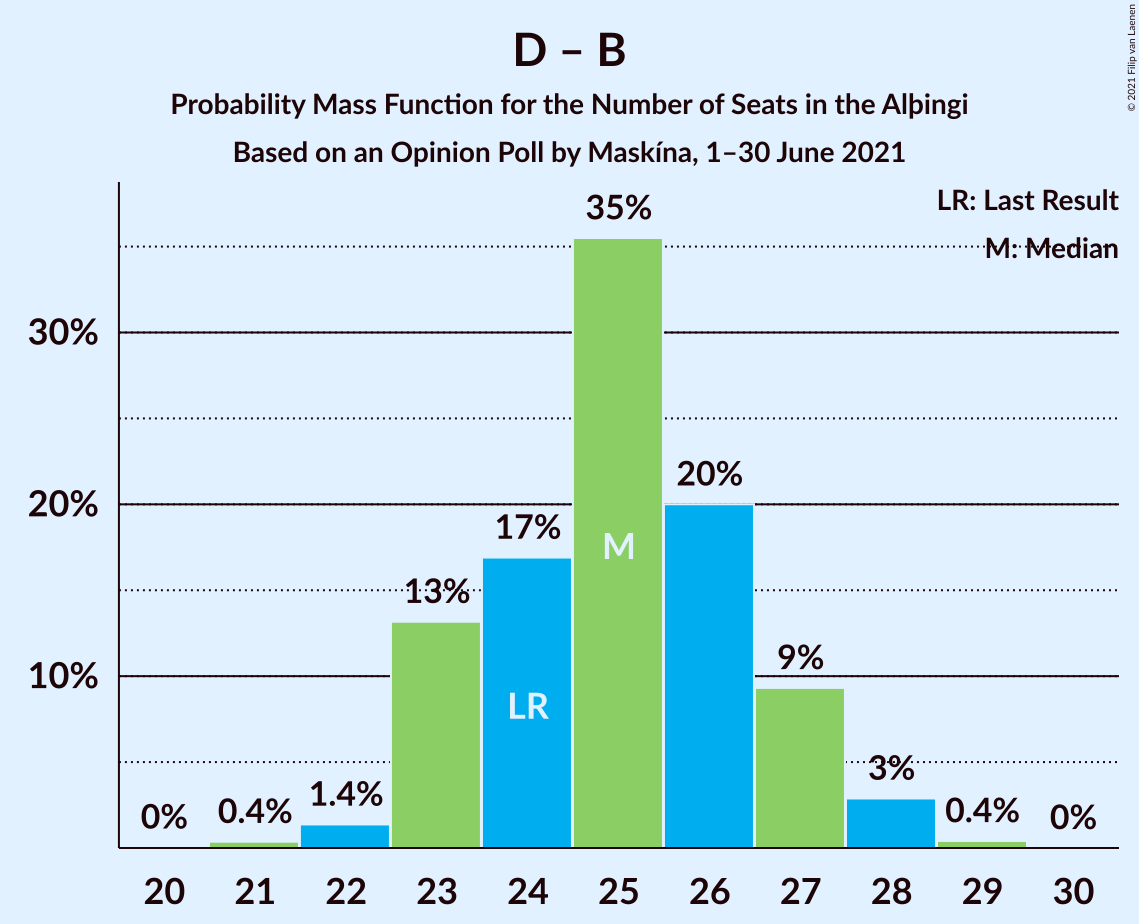 D – B
Probability Mass Function for the Number of Seats in the Alþingi
Based on an Opinion Poll by Maskína, 1–30 June 2021
© 2021 Filip van Laenen
LR: Last Result
M: Median
30%
20%
10%
0%
0.4%
1.4%
13%
17%
35%
20%
9%
3%
0.4%
0%
LR
M
20 21 22 23 24 25 26 27 28 29 30